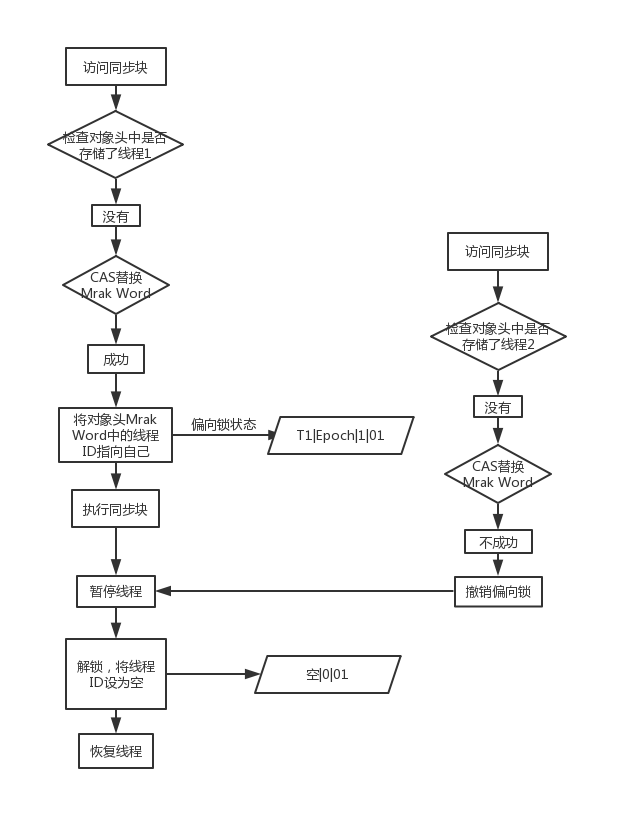 访问同步块
检查对象头中是否
存储了线程1
没有
CAS替换
Mrak Word
成功
将对象头Mrak
Word中的线程
ID指向自己
偏向锁状态
T1|Epoch|1|01
执行同步块
暂停线程
解锁，将线程
ID设为空
空|0|01
恢复线程
访问同步块
检查对象头中是否
存储了线程2
没有
CAS替换
Mrak Word
不成功
撤销偏向锁